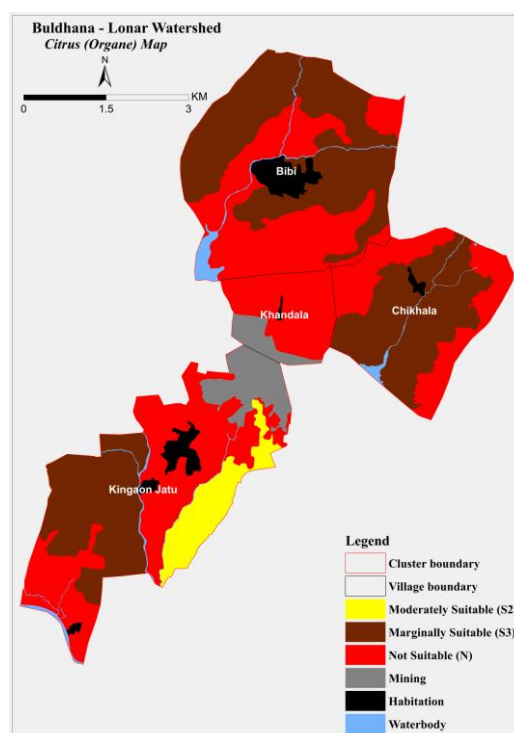 Buldhana - Lonar Watershed
Citrus (Organe) Map
N
KM
0 1.5 3
Bibi
Khandala
Chikhala
Kingaon Jatu
Legend
Cluster boundary
Village boundary
Moderately Suitable (S2
Marginally Suitable (S3)
Not Suitable (N)
Mining
Habitation
Waterbody